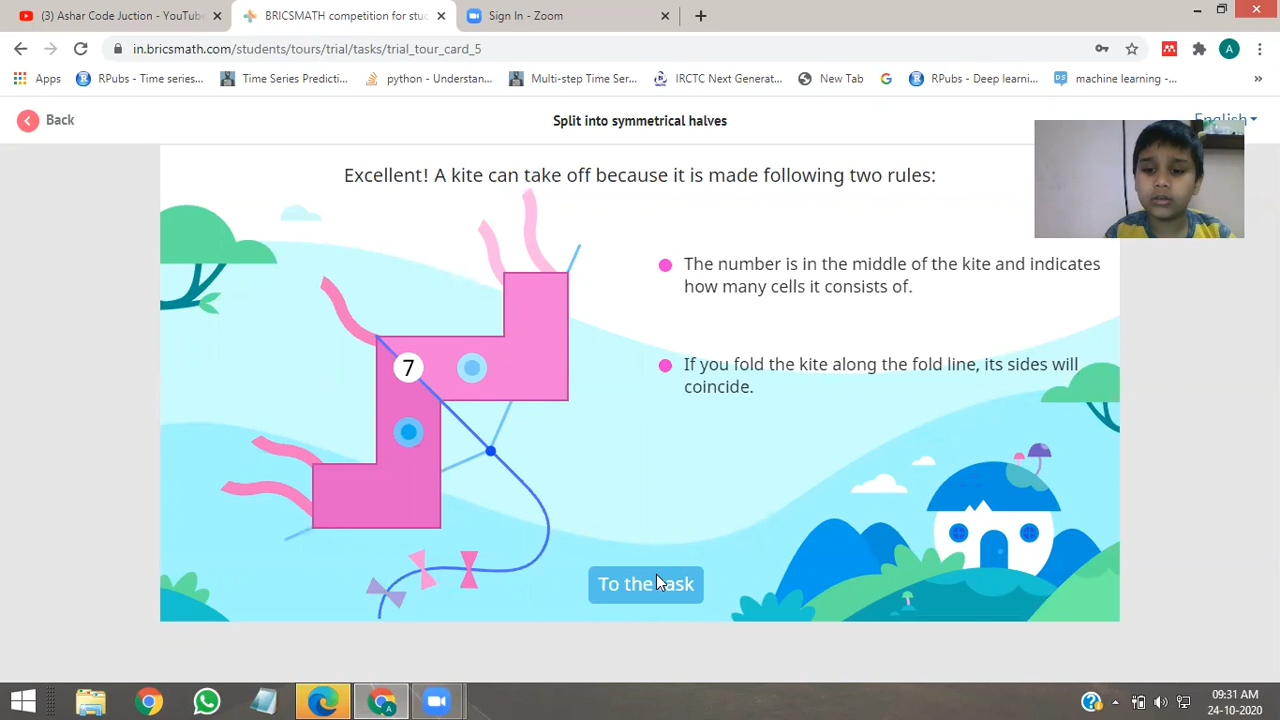 (3) Ashar Code Juction - YouTube
BRICSMATH competition for stud
Sign In - Zoom
in.bricsmath.com/students/tours/trial/tasks/trial_tour_card_5
A
Apps
RPubs - Time series...
Time Series Predicti...
python - Understan...
Multi-step Time Ser...
IRCTC Next Generat...
New Tab
RPubs - Deep learni...
machine learning -...
Back
Split into symmetrical halves
English
Excellent! A kite can take off because it is made following two rules:
The number is in the middle of the kite and indicates
how many cells it consists of.
7
If you fold the kite along the fold line, its sides will
coincide.
To the task
09:31 AM
24-10-2020